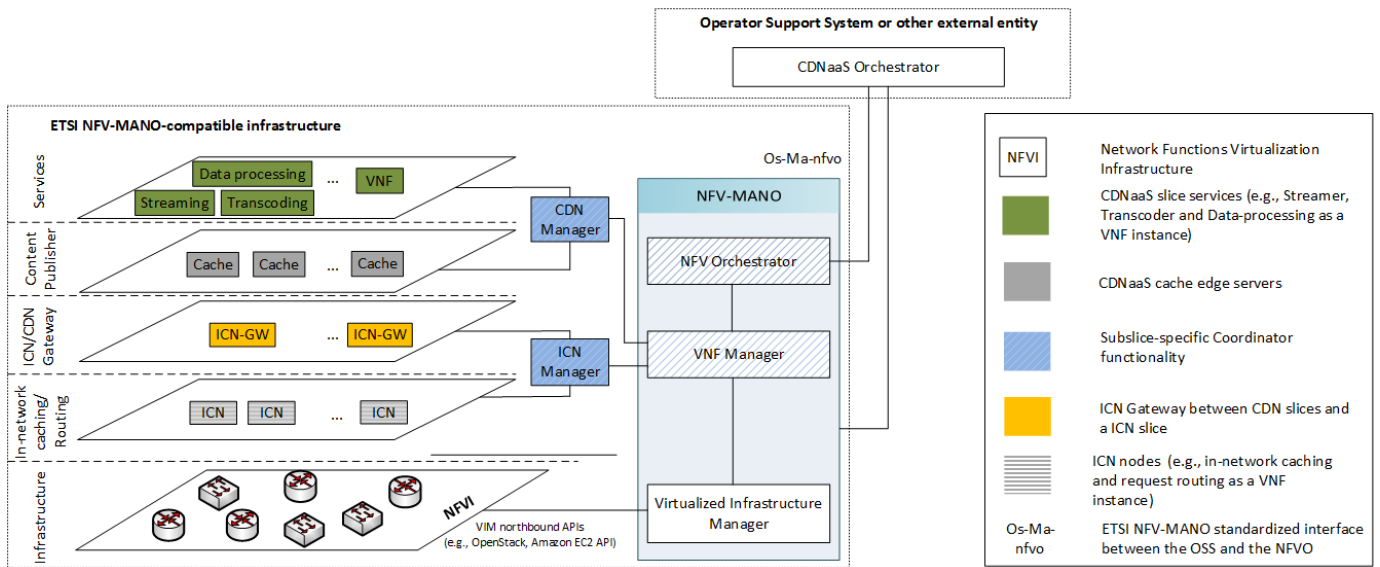 Operator Support System or other external entity
CDNaaS Orchestrator
ETSI NFV-MANO-compatible infrastructure
Os-Ma-nfvo
Services
Data processing
...
VNF
Streaming
Transcoding
CDN
Manager
Content
Publisher
Cache
Cache
...
Cache
ICN/CDN
Gateway
ICN-GW
...
ICN-GW
ICN
Manager
In-network
caching/
Routing
ICN
ICN
...
ICN
Infrastructure
NFVI
VIM northbound APIs
(e.g., OpenStack, Amazon EC2 API)
NFV-MANO
NFV Orchestrator
VNF Manager
Virtualized Infrastructure
Manager
NFVI
Network Functions Virtualization
Infrastructure
CDNaaS slice services (e.g., Streamer,
Transcoder and Data-processing as a
VNF instance)
CDNaaS cache edge servers
Subslice-specific Coordinator
functionality
ICN Gateway between CDN slices and
a ICN slice
ICN nodes (e.g., in-network caching
and request routing as a VNF
instance)
Os-Ma-
nfvo
ETSI NFV-MANO standardized interface
between the OSS and the NFVO